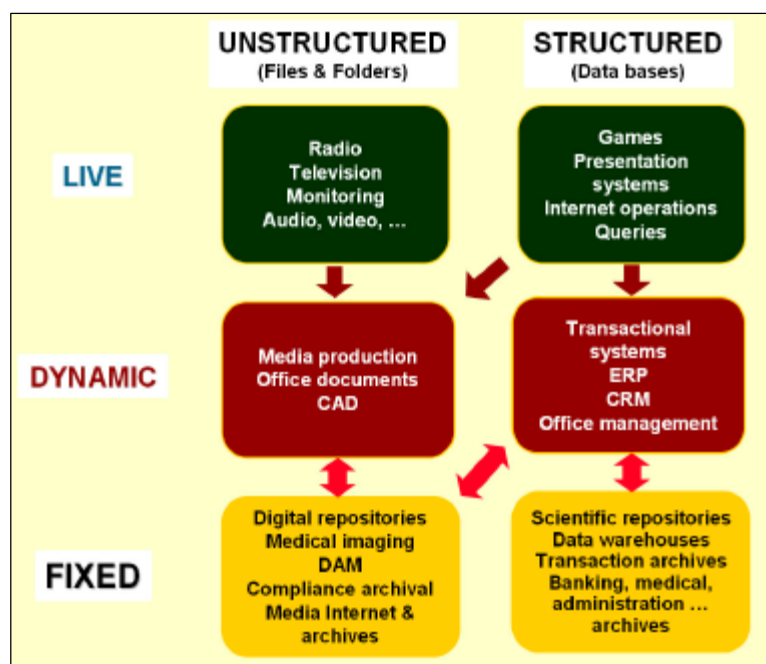 UNSTRUCTURED
(Files & Folders)
STRUCTURED
(Data bases)
LIVE
Radio
Television
Monitoring
Audio, video, ...
Games
Presentation
systems
Internet operations
Queries
DYNAMIC
Media production
Office documents
CAD
Transactional
systems
ERP
CRM
Office management
FIXED
Digital repositories
Medical imaging
DAM
Compliance archival
Media Internet &
archives
Scientific repositories
Data warehouses
Transaction archives
Banking, medical,
administration ...
archives